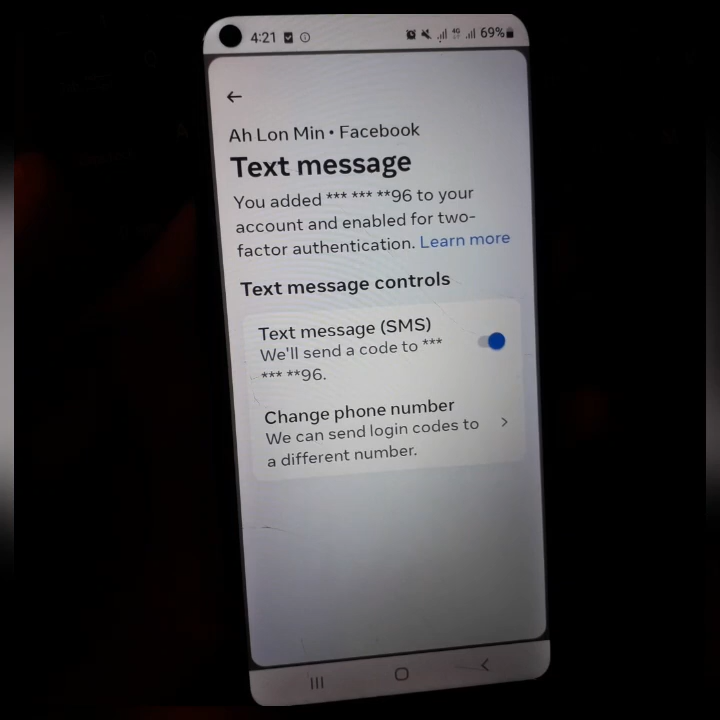 4:21 69%
Ah Lon Min • Facebook
Text message
You added *** *** **96 to your
account and enabled for two-
factor authentication. Learn more
Text message controls
Text message (SMS)
We'll send a code to ***
*** **96.
Change phone number
We can send login codes to
a different number.